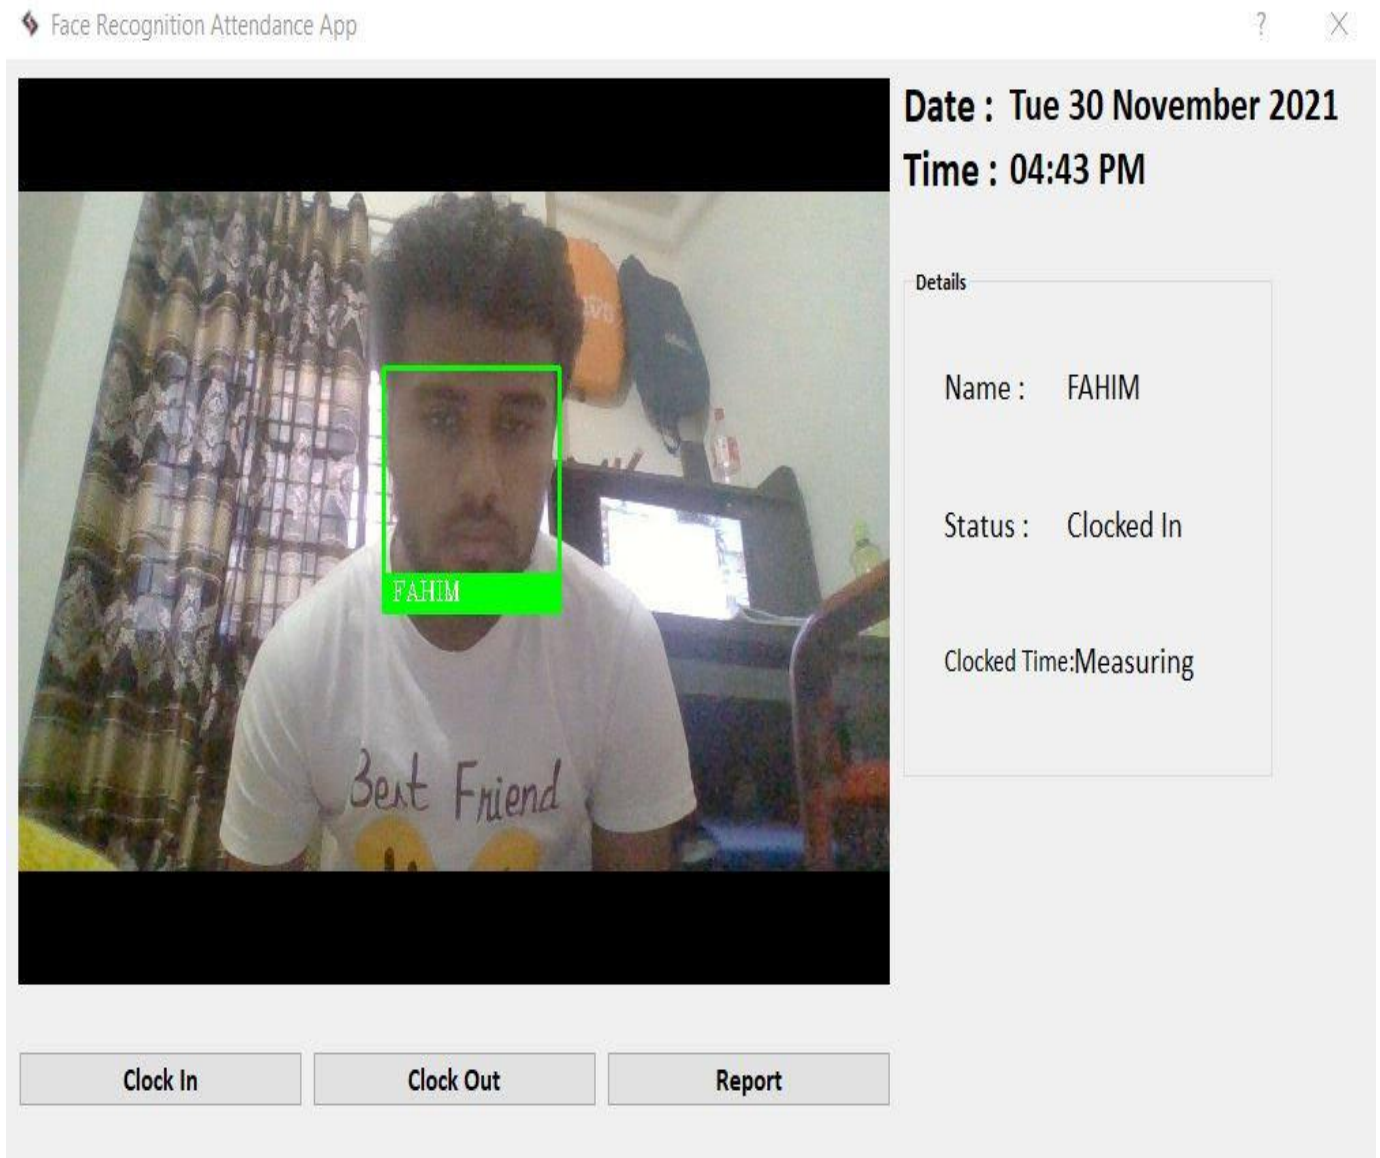 Face Recognition Attendance App
?
Date : Tue 30 November 2021
Time : 04:43 PM
Details
Name : FAHIM
Status : Clocked In
Clocked Time:Measuring
FAHIM
Best Friend
Clock In
Clock Out
Report